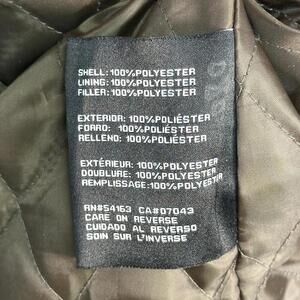 SHELL: 100%POLYESTER
LINING: 100%POLYESTER
FILLER: 100%POLYESTER
EXTERIOR: 100%POLIÉSTER
FORRO: 100%POLIÉSTER
RELLENO: 100%POLIÉSTER
EXTÉRIEUR: 100%POLYESTER
DOUBLURE: 100%POLYESTER
REMPLISSAGE: 100%POLYESTER
RN#54163 CA#07043
CARE ON REVERSE
CUIDADO AL REVERSO
SOIN SUR L'INVERSE